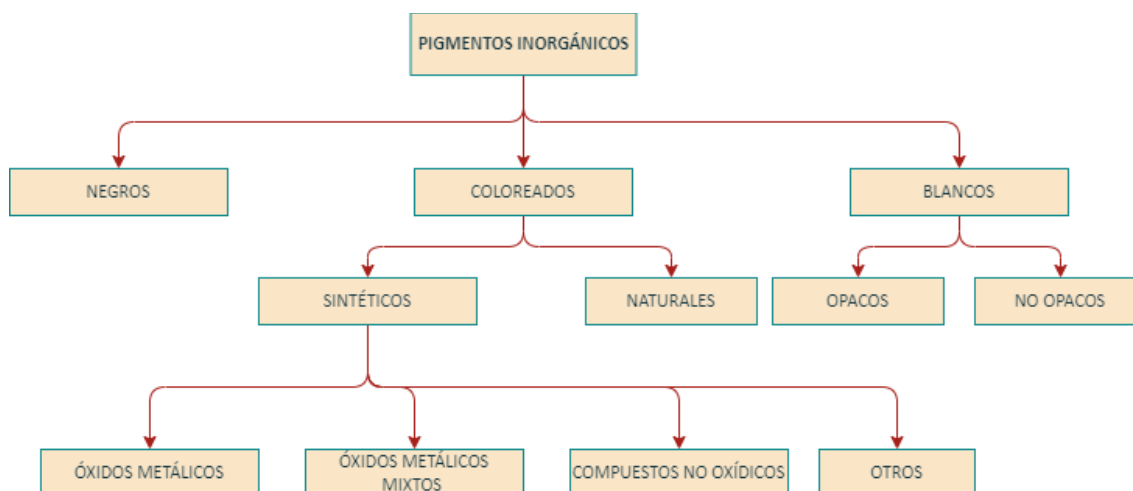 PIGMENTOS INORGÁNICOS
NEGROS
COLOREADOS
BLANCOS
SINTÉTICOS
NATURALES
OPACOS
NO OPACOS
ÓXIDOS METÁLICOS
ÓXIDOS METÁLICOS
MIXTOS
COMPUESTOS NO OXÍDICOS
OTROS